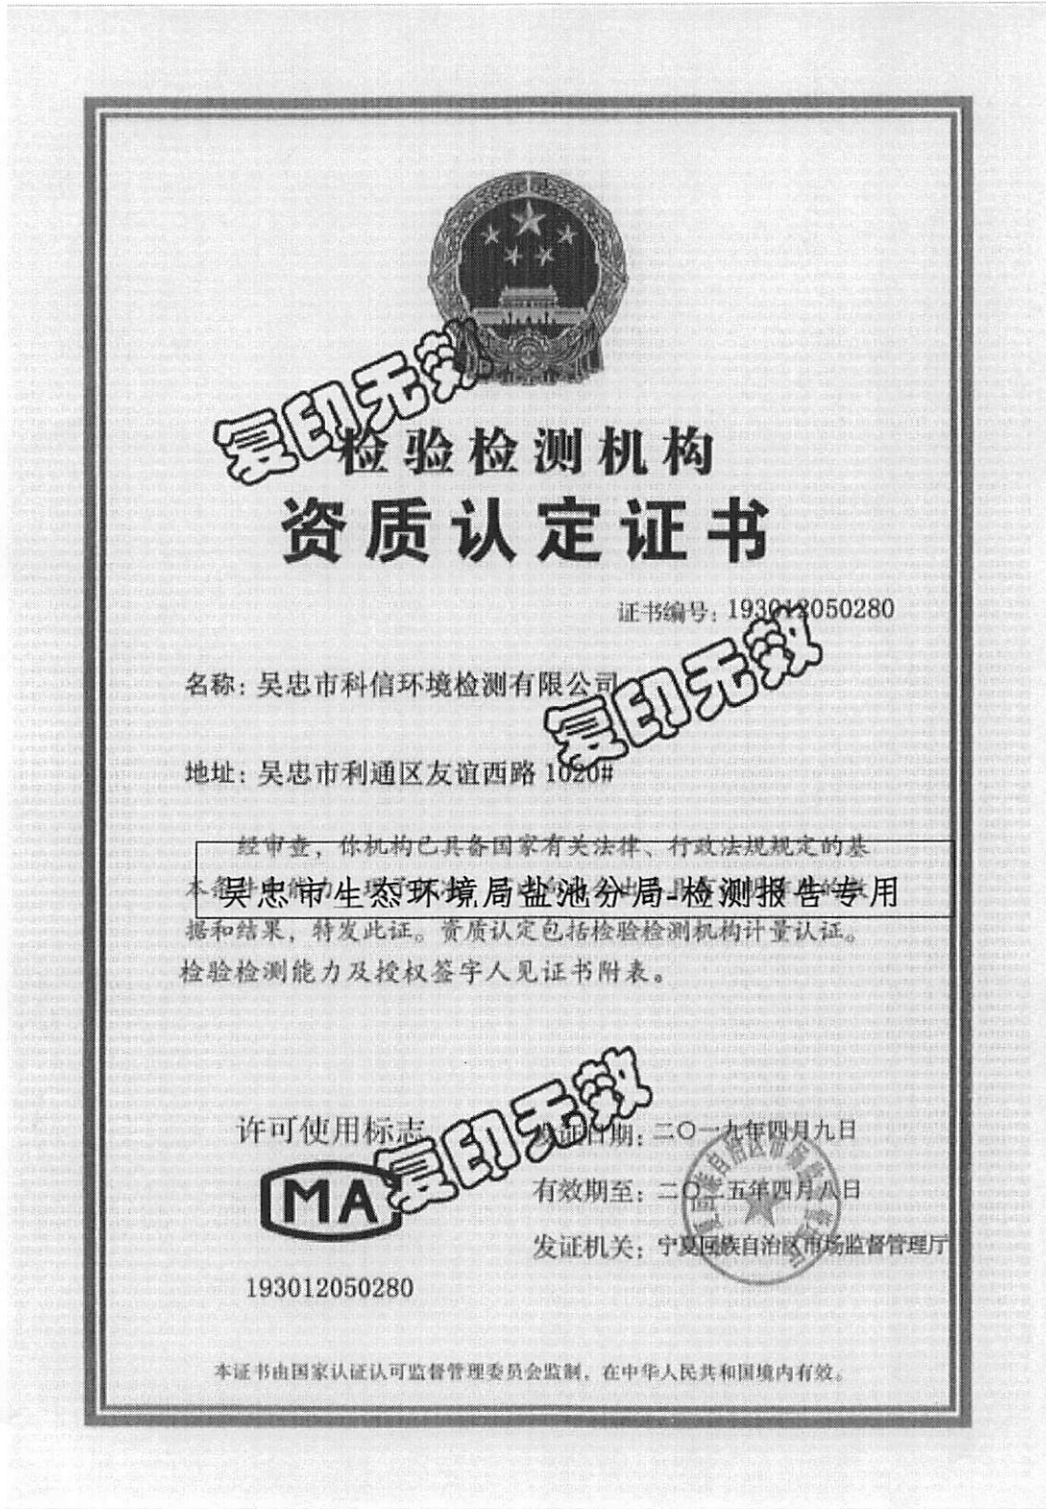 复印无效
检验检测机构
资质认定证书
证书编号：193012050280
名称：吴忠市科信环境检测有限公司
复印无效
地址：吴忠市利通区友谊西路1020#
经审查，你机构已具备国家有关法律、行政法规规定的基
吴忠市生态环境局盐池分局-检测报告专用
据和结果，特发此证。资质认定包括检验检测机构计量认证。
检验检测能力及授权签字人见证书附表。
复印无效
许可使用标志
发证日期：二〇一九年四月九日
MA
有效期至：二〇二五年四月八日
发证机关：宁夏回族自治区市场监督管理厅
193012050280
本证书由国家认证认可监督管理委员会监制，在中华人民共和国境内有效。